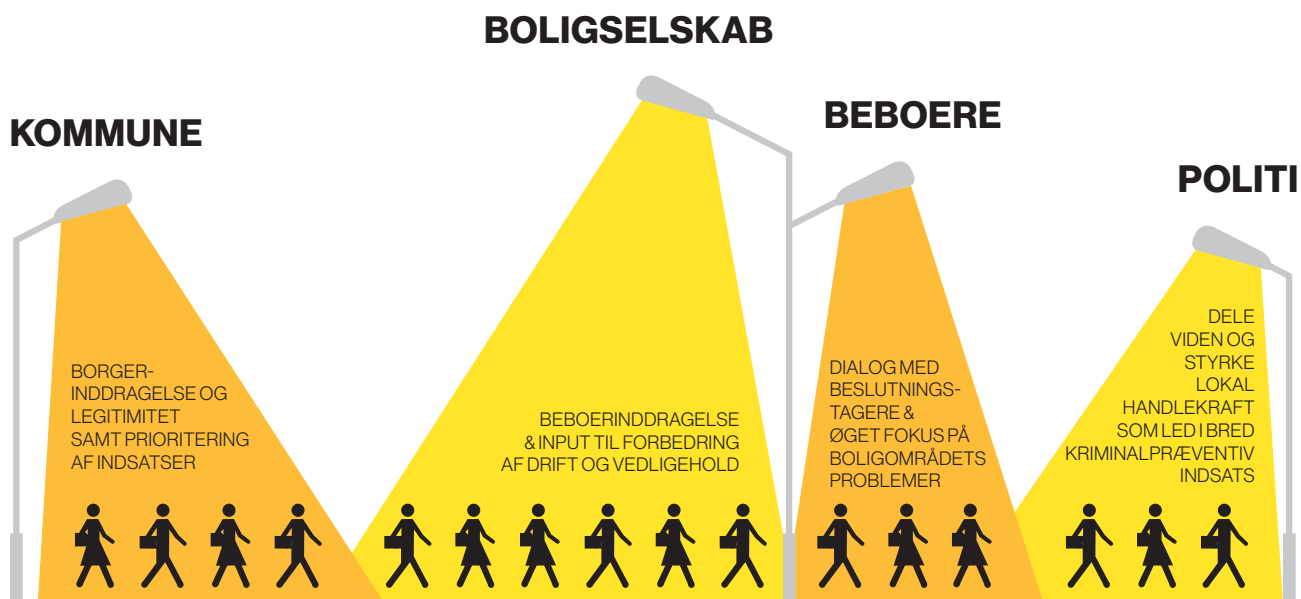 KOMMUNE
BORGER-
INDDRAGELSE OG
LEGITIMITET
SAMT PRIORITERING
AF INDSATSER
BOLIGSELSKAB
BEBOERINDDRAGELSE
& INPUT TIL FORBEDRING
AF DRIFT OG VEDLIGEHOLD
BEBOERE
DIALOG MED
BESLUTNINGS-
TAGERE &
ØGET FOKUS PÅ
BOLIGOMRÅDETS
PROBLEMER
POLITI
DELE
VIDEN OG
STYRKE
LOKAL
HANDLEKRAFT
SOM LED I BRED
KRIMINALPRÆVENTIV
INDSATS